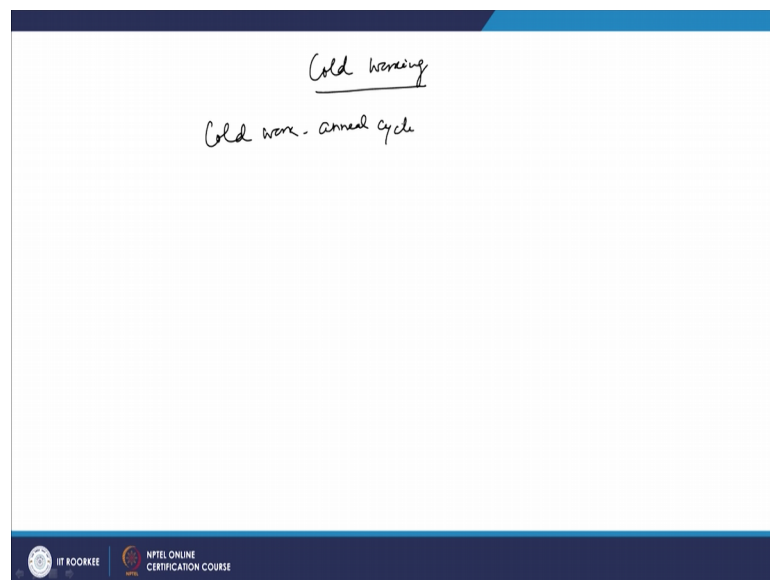 Cold working
Cold work - anneal cycle
IIT ROORKEE
NPTEL ONLINE
CERTIFICATION COURSE